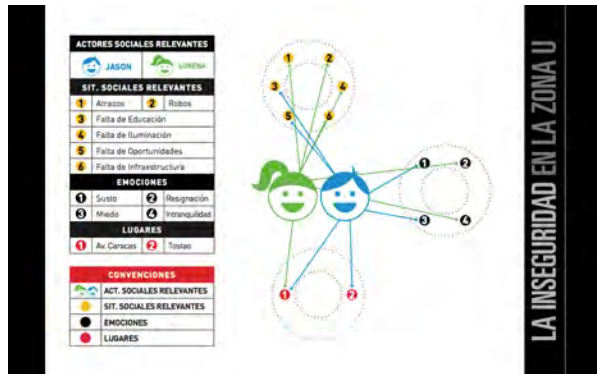 ACTORES SOCIALES RELEVANTES
JASON LORENA
SIT. SOCIALES RELEVANTES
1 Atracos 2 Robos
3 Falta de Educación
4 Falta de Iluminación
5 Falta de Oportunidades
6 Falta de Infraestructura
EMOCIONES
1 Susto 2 Resignación
3 Miedo 4 Intranquilidad
LUGARES
1 Av. Caracas 2 Tostao
CONVENCIONES
ACT. SOCIALES RELEVANTES
SIT. SOCIALES RELEVANTES
EMOCIONES
LUGARES
1 2
3 4
5 6
1 2
3 4
1 2
LA INSEGURIDAD EN LA ZONA U